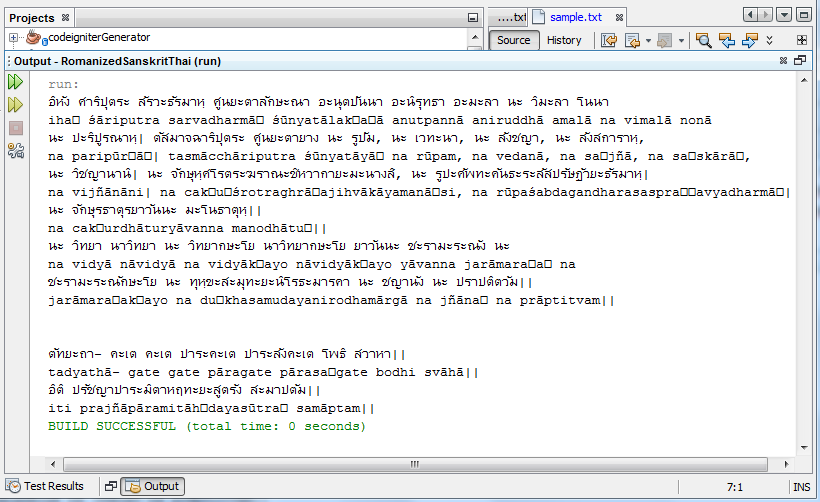 Projects
codeigniterGenerator
....txt sample.txt
Source History
Output - RomanizedSanskritThai (run)
run:
อิหํ ศาริปุตระ สัรวะธัรมาหฺ ศูนยะตาลักษะณา อะนุตปันนา อะนิรุทธา อะมะลา นะ วิมะลา โนนา
iha□ śāriputra sarvadharmāḥ śūnyatālak□a□ā anutpannā aniruddhā amalā na vimalā nonā
นะ ปะริปูรณาหฺ| ตัสมาจฉาริปุตระ ศูนยะตายาง นะ รูปัม, นะ เวทะนา, นะ สังชญา, นะ สังสการาห,
na paripūr□ā□| tasmācchāriputra śūnyatāyā□ na rūpam, na vedanā, na sa□jñā, na sa□skārā□,
นะ วิชญานานิ| นะ จักษุหศโรตระฆราณะชิหวากายะมะนางสิ, นะ รูปะศัพทะคันธะระสัสปรัษฏัวยะธัรมาห|
na vijñānāni| na cak□u□śrotraghrā□ajihvākāyamanā□si, na rūpaśabdagandharasaspra□□avyadharmā□|
นะ จักษุรธาตุรยาวันนะ มะโนธาตุห||
na cak□urdhāturyāvanna manodhātu□||
นะ วิทยา นาวิทยา นะ วิทยากษะโย นาวิทยากษะโย ยาวันนะ ชะรามะระณัง นะ
na vidyā nāvidyā na vidyāk□ayo nāvidyāk□ayo yāvanna jarāmara□a□ na
ชะรามะระณักษะโย นะ ทุหขะสะมุทะยะนิโรธะมารคา นะ ชญานัง นะ ปราปติตวัม||
jarāmara□ak□ayo na du□khasamudayanirodhamārgā na jñāna□ na prāptitvam||
ตัทยะถา- คะเต คะเต ปาระคะเต ปาระสังคะเต โพธิ สวาหา||
tadyathā- gate gate pāragate pārasa□gate bodhi svāhā||
อิติ ปรัชญาปาระมิตาหฤทะยะสูตรัง สะมาปตัม||
iti prajñāpāramitāh□dayasūtra□ samāptam||
BUILD SUCCESSFUL (total time: 0 seconds)
Test Results Output 7:1 INS